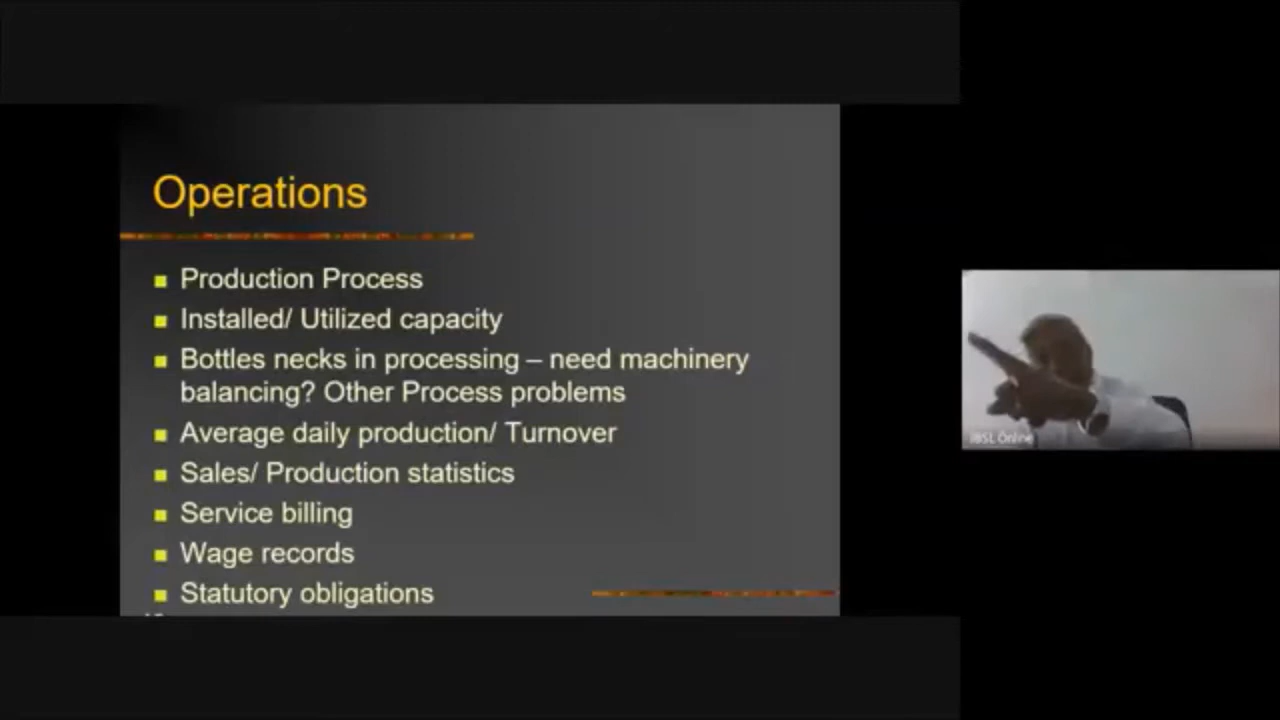 Operations
Production Process
Installed/ Utilized capacity
Bottles necks in processing – need machinery
balancing? Other Process problems
Average daily production/ Turnover
Sales/ Production statistics
Service billing
Wage records
Statutory obligations
IBSL Online